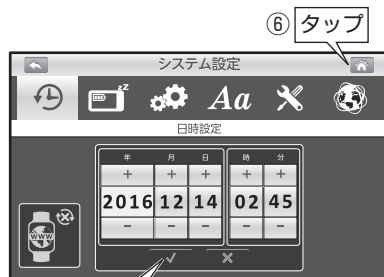 ⑥ タップ
システム設定
zZ
Aa
日時設定
年 月 日 時 分
+ + + + +
2016 12 14 02 45
− − − − −
WWW